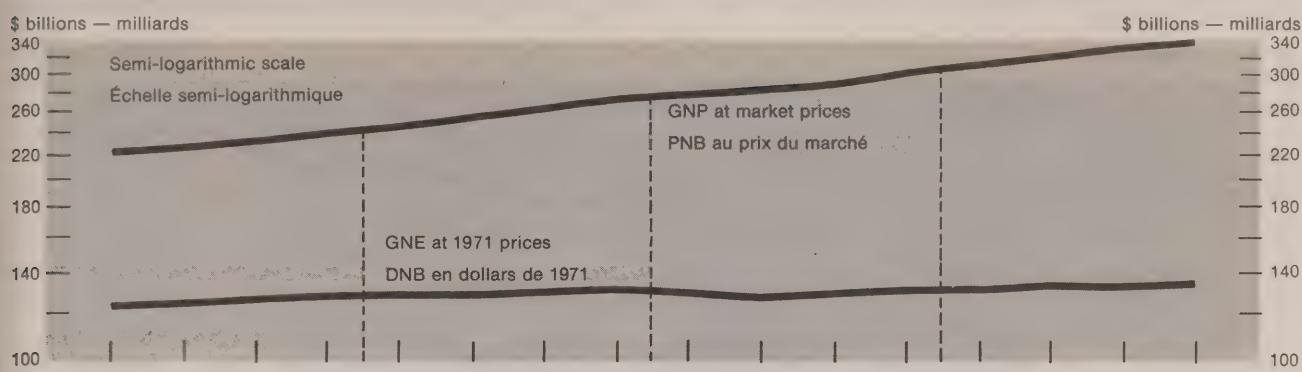 $ billions — milliards
$ billions — milliards
340
340
Semi-logarithmic scale
300
300
Échelle semi-logarithmique
260
GNP at market prices
260
PNB au prix du marché
220
220
180
180
GNE at 1971 prices
140
DNB en dollars de 1971
140
100
100